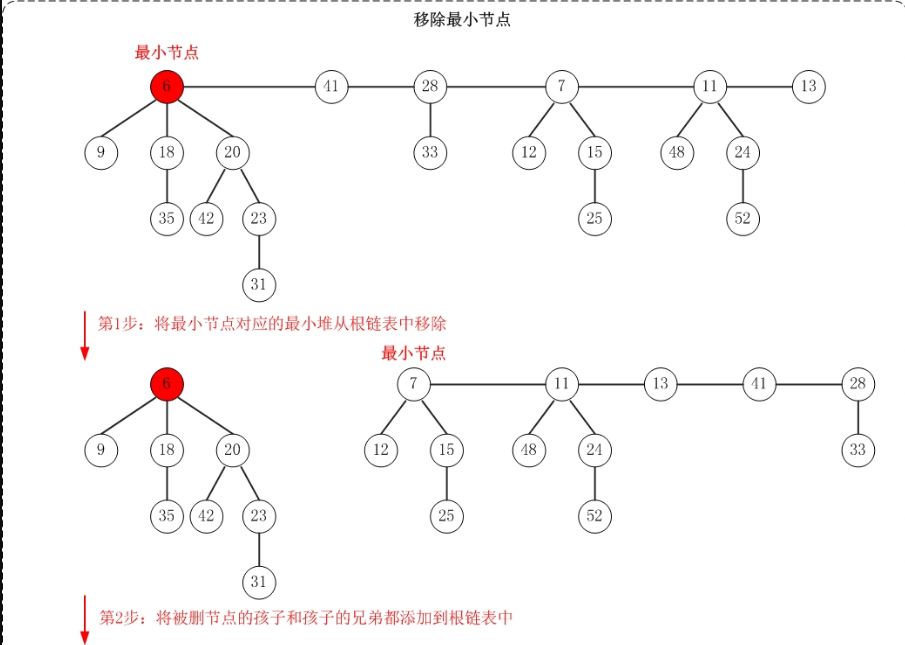 移除最小节点
最小节点
6 41 28 7 11 13
9 18 20 33 12 15 48 24
35 42 23 25 52
31
第1步：将最小节点对应的最小堆从根链表中移除
最小节点
6 7 11 13 41 28
9 18 20 12 15 48 24 33
35 42 23 25 52
31
第2步：将被删节点的孩子和孩子的兄弟都添加到根链表中